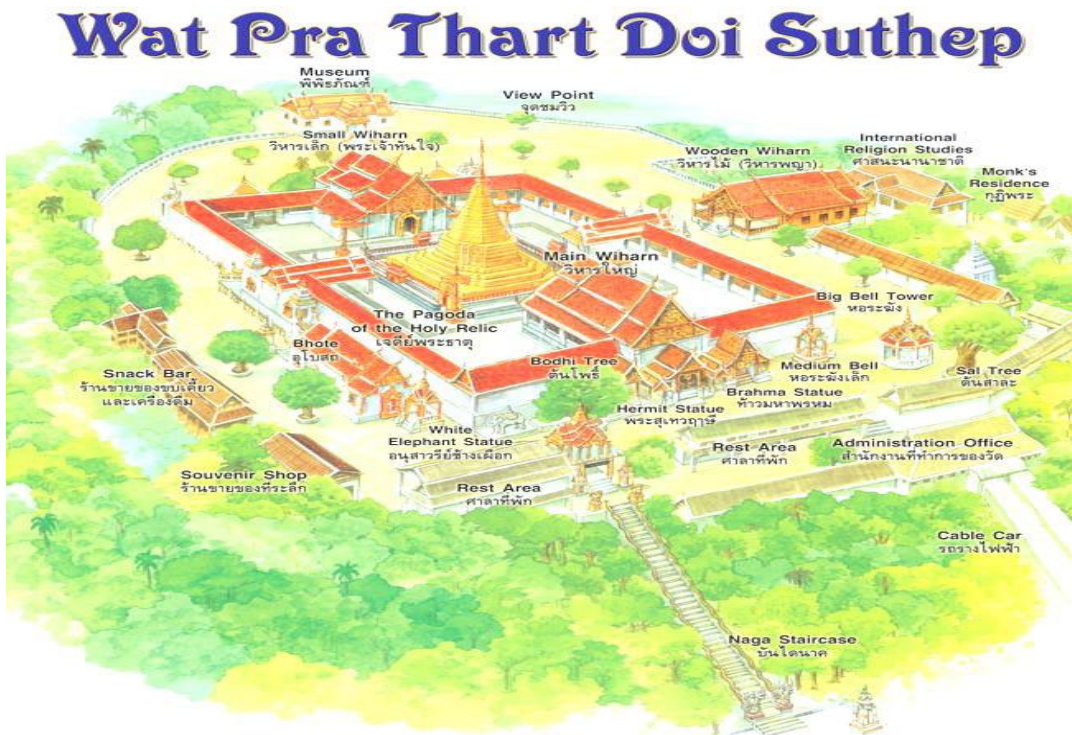 Wat Pra Thart Doi Suthep
Museum
พิพิธภัณฑ์
View Point
จุดชมวิว
Small Wiharn
วิหารเล็ก (พระเจ้าทันใจ)
Wooden Wiharn
วิหารไม้ (วิหารพญา)
International
Religion Studies
ศาสนะนานาชาติ
Monk's
Residence
กุฏิพระ
Main Wiharn
วิหารใหญ่
The Pagoda
of the Holy Relic
เจดีย์พระธาตุ
Big Bell Tower
หอระฆัง
Bhote
อุโบสถ
Snack Bar
ร้านขายของขบเคี้ยว
และเครื่องดื่ม
Bodhi Tree
ต้นโพธิ์
Medium Bell
หอระฆังเล็ก
Sal Tree
ต้นสาละ
Brahma Statue
ท้าวมหาพรหม
Hermit Statue
พระสุเทวฤาษี
White
Elephant Statue
อนุสาวรีย์ช้างเผือก
Rest Area
ศาลาที่พัก
Administration Office
สำนักงานที่ทำการของวัด
Souvenir Shop
ร้านขายของที่ระลึก
Rest Area
ศาลาที่พัก
Cable Car
รถรางไฟฟ้า
Naga Staircase
บันไดนาค